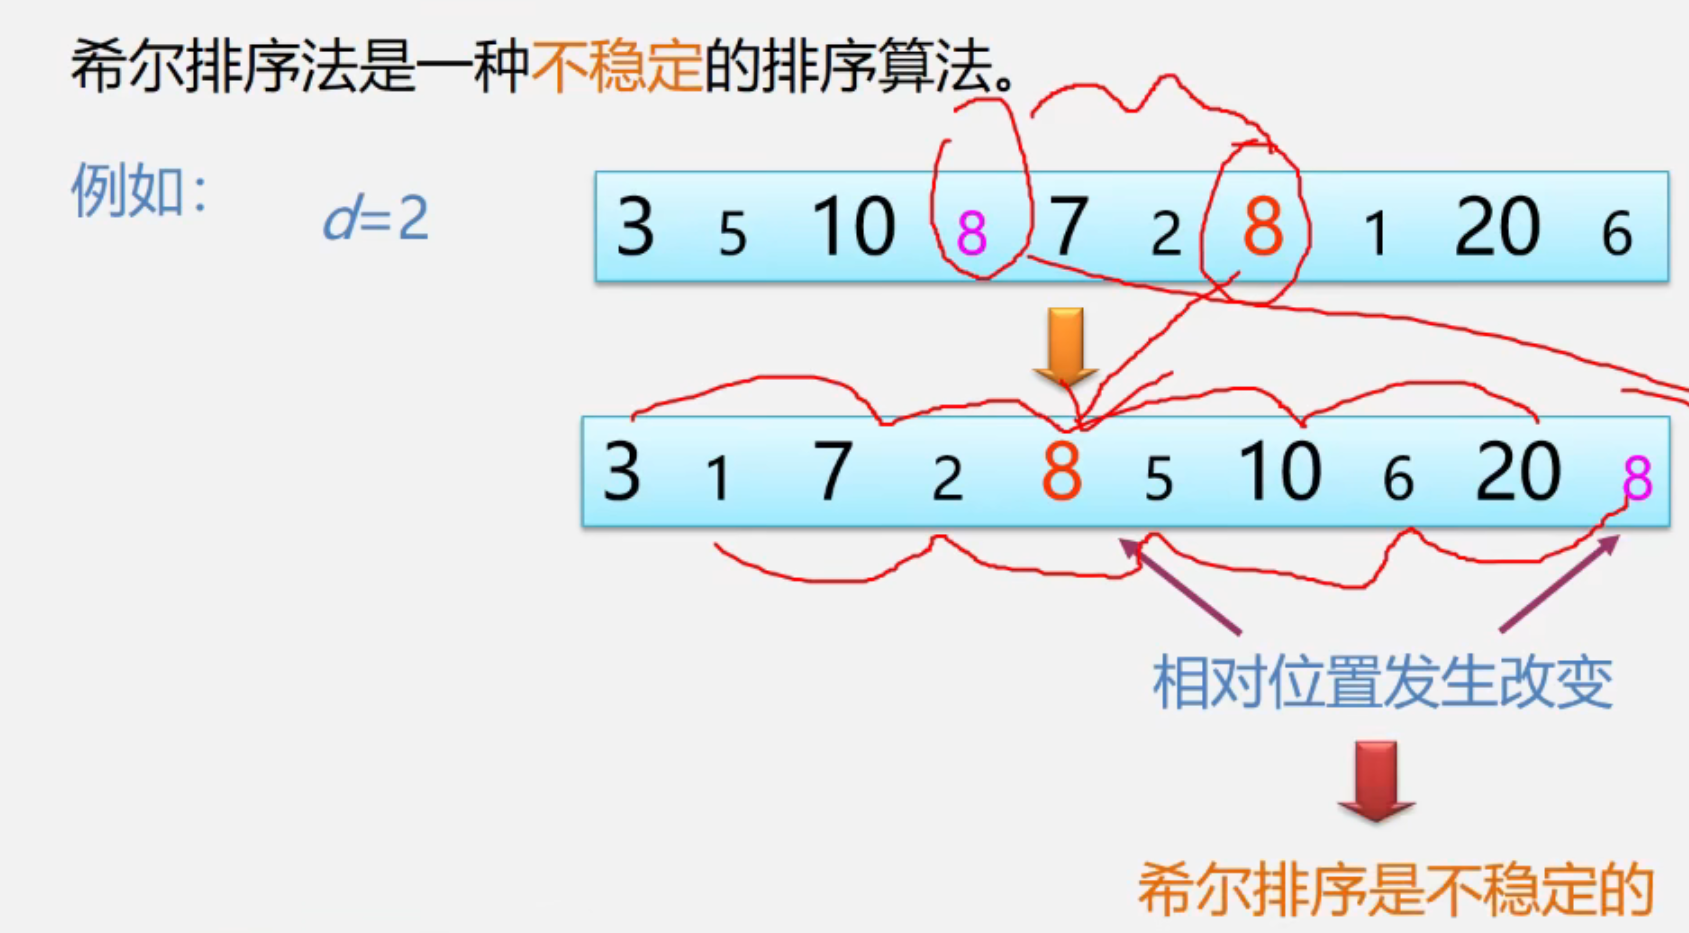 希尔排序法是一种不稳定的排序算法。
例如：
d=2
3 5 10 8 7 2 8 1 20 6
3 1 7 2 8 5 10 6 20 8
相对位置发生改变
希尔排序是不稳定的